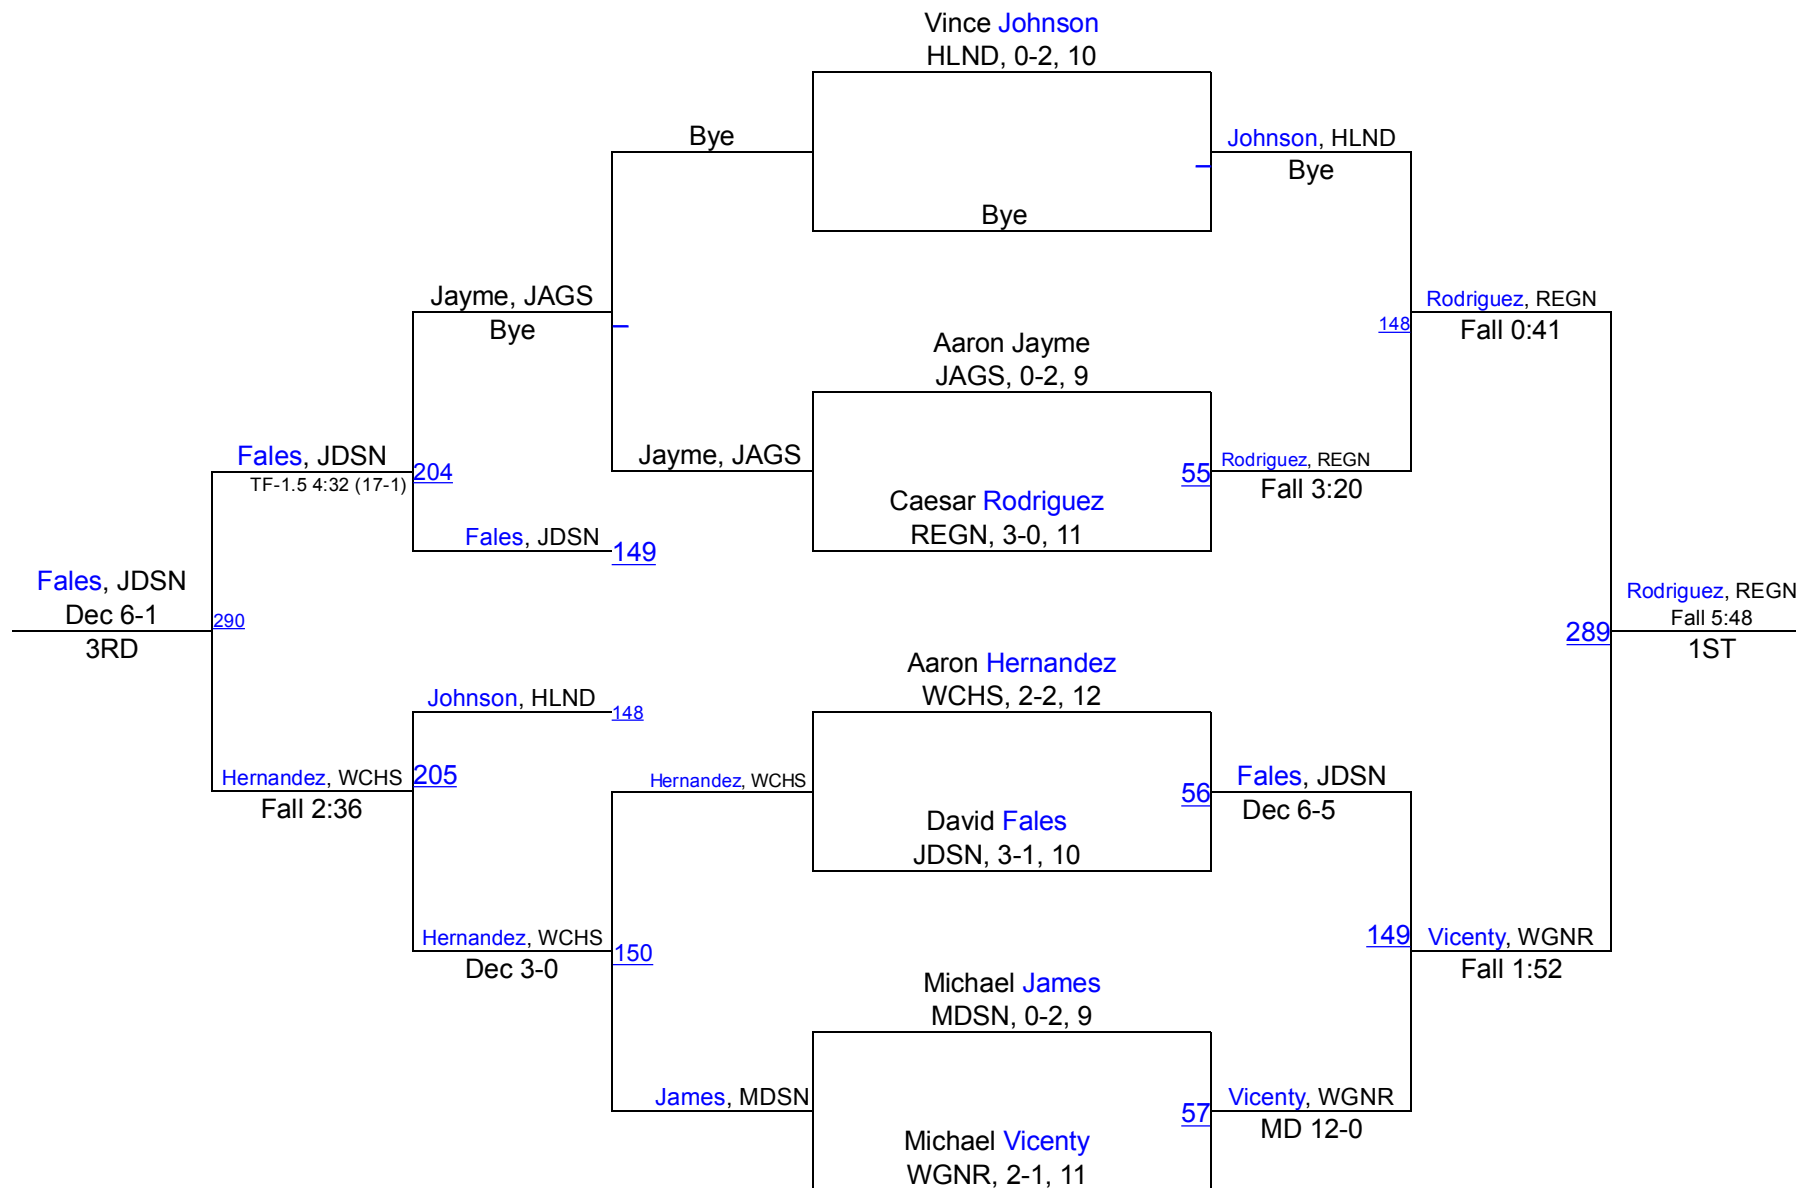 Vince Johnson
HLND, 0-2, 10
Bye
Johnson, HLND
Bye
Bye
Jayme, JAGS
Bye
Rodriguez, REGN
148
Fall 0:41
Aaron Jayme
JAGS, 0-2, 9
Fales, JDSN
204
TF-1.5 4:32 (17-1)
Jayme, JAGS
55
Rodriguez, REGN
Fall 3:20
Caesar Rodriguez
REGN, 3-0, 11
Fales, JDSN
149
Fales, JDSN
Dec 6-1
290
3RD
Rodriguez, REGN
Fall 5:48
289
1ST
Aaron Hernandez
WCHS, 2-2, 12
Johnson, HLND
148
Hernandez, WCHS
205
Fall 2:36
Hernandez, WCHS
56
Fales, JDSN
Dec 6-5
David Fales
JDSN, 3-1, 10
Hernandez, WCHS
150
Dec 3-0
149
Vicenty, WGNR
Fall 1:52
Michael James
MDSN, 0-2, 9
James, MDSN
57
Vicenty, WGNR
MD 12-0
Michael Vicenty
WGNR, 2-1, 11